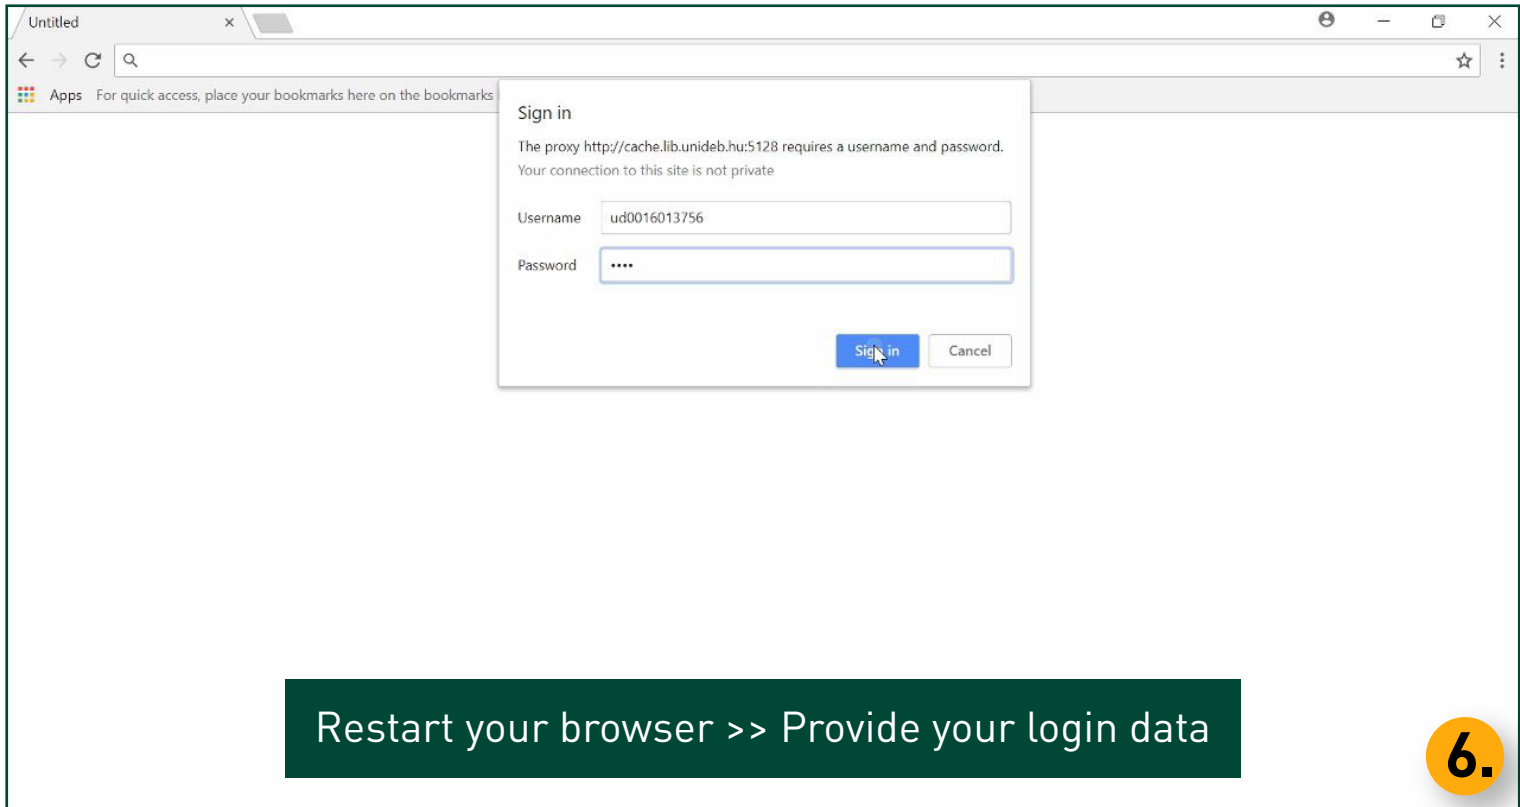 Untitled
Apps For quick access, place your bookmarks here on the bookmarks
Sign in
The proxy http://cache.lib.unideb.hu:5128 requires a username and password.
Your connection to this site is not private
Username ud0016013756
Password ••••
Sign in Cancel
Restart your browser >> Provide your login data
6.